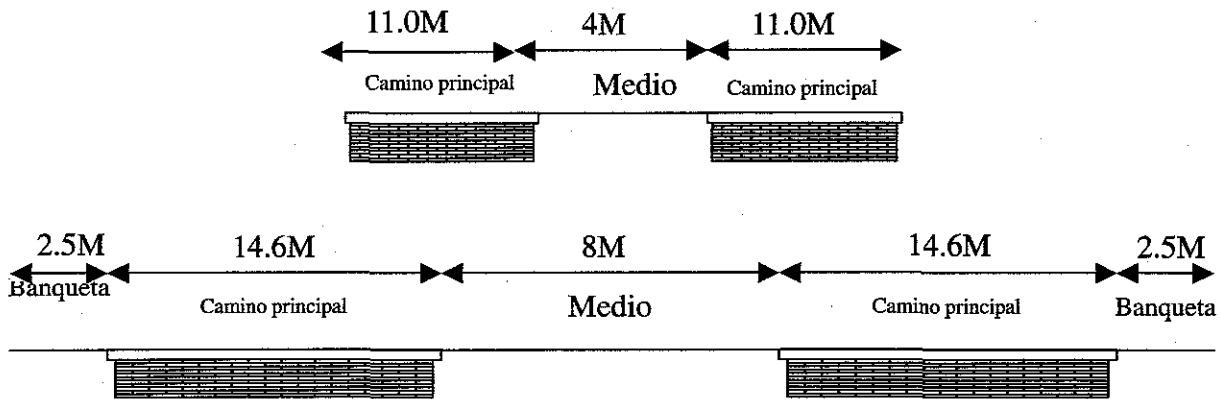 11.0M 4M 11.0M
Camino principal Medio Camino principal
2.5M 14.6M 8M 14.6M 2.5M
Banqueta Camino principal Medio Camino principal Banqueta